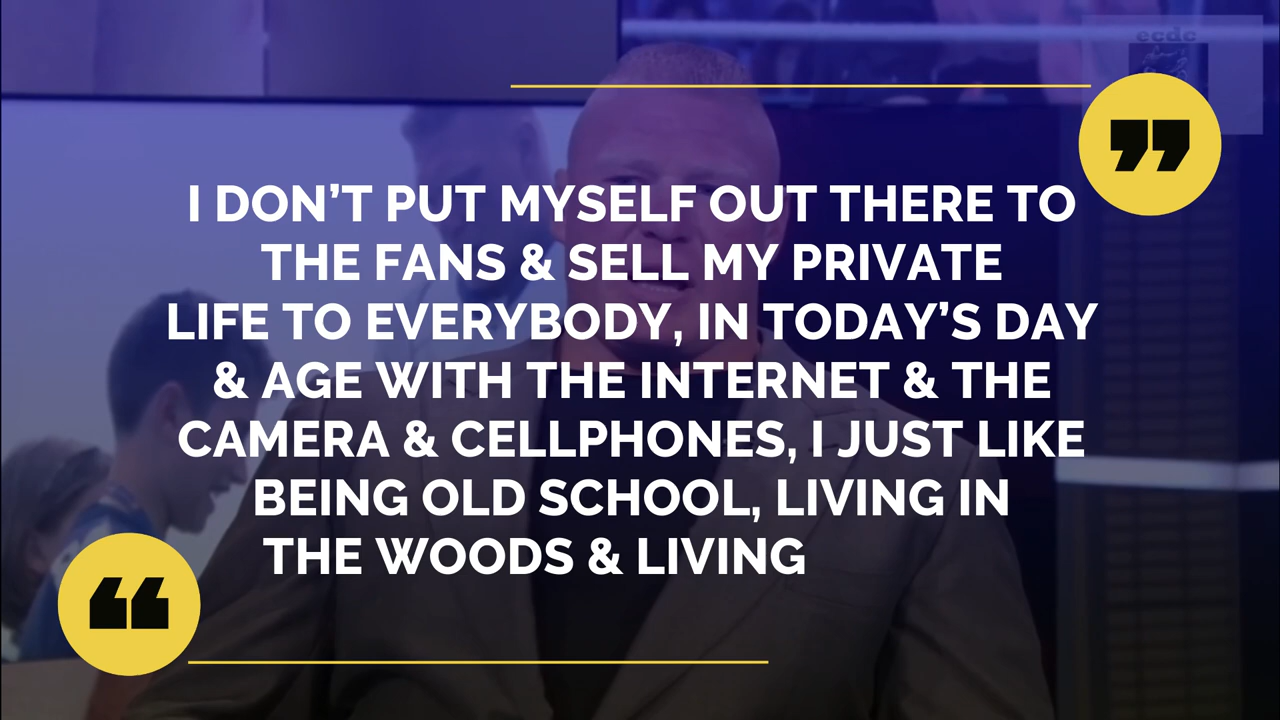 ecdc
I DON’T PUT MYSELF OUT THERE TO
THE FANS & SELL MY PRIVATE
LIFE TO EVERYBODY, IN TODAY’S DAY
& AGE WITH THE INTERNET & THE
CAMERA & CELLPHONES, I JUST LIKE
BEING OLD SCHOOL, LIVING IN
THE WOODS & LIVING